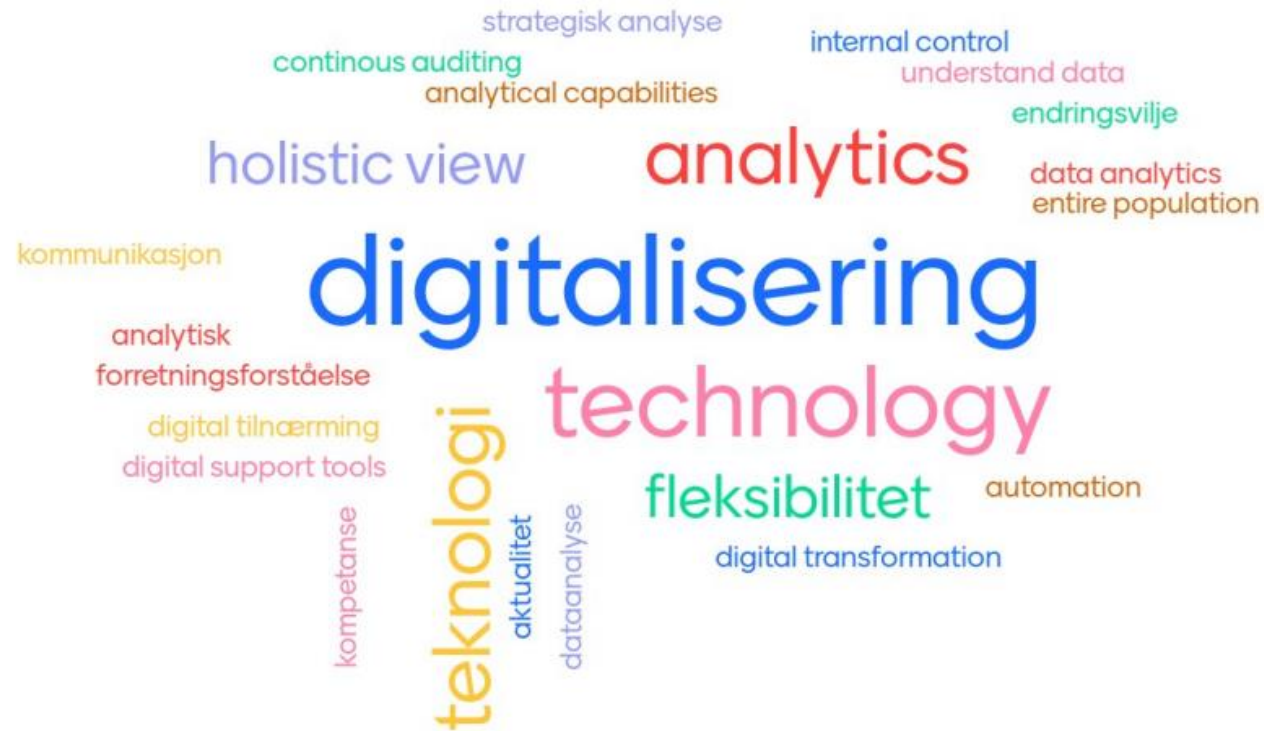 strategisk analyse
internal control
continous auditing
understand data
analytical capabilities
endringsvilje
holistic view
analytics
data analytics
entire population
kommunikasjon
digitalisering
analytisk
forretningsforståelse
technology
digital tilnærming
digital support tools
teknologi
fleksibilitet
automation
kompetanse
aktualitet
dataanalyse
digital transformation